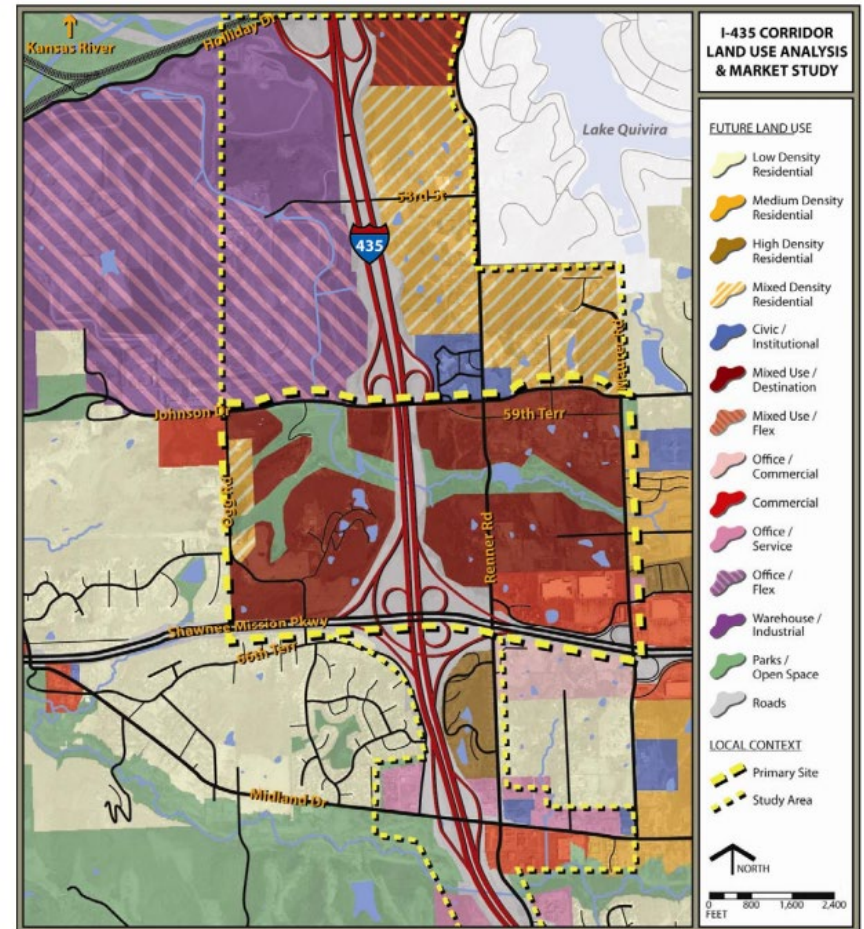 Kansas River
Holliday Dr
Lake Quivira
53rd St
435
Maurer Rd
Johnson Dr
59th Terr
Renner Rd
Shawnee Mission Pkwy
66th Terr
Midland Dr
I-435 CORRIDOR
LAND USE ANALYSIS
& MARKET STUDY
FUTURE LAND USE
Low Density
Residential
Medium Density
Residential
High Density
Residential
Mixed Density
Residential
Civic /
Institutional
Mixed Use /
Destination
Mixed Use /
Flex
Office /
Commercial
Commercial
Office /
Service
Office /
Flex
Warehouse /
Industrial
Parks /
Open Space
Roads
LOCAL CONTEXT
Primary Site
Study Area
NORTH
0 800 1,600 2,400
FEET